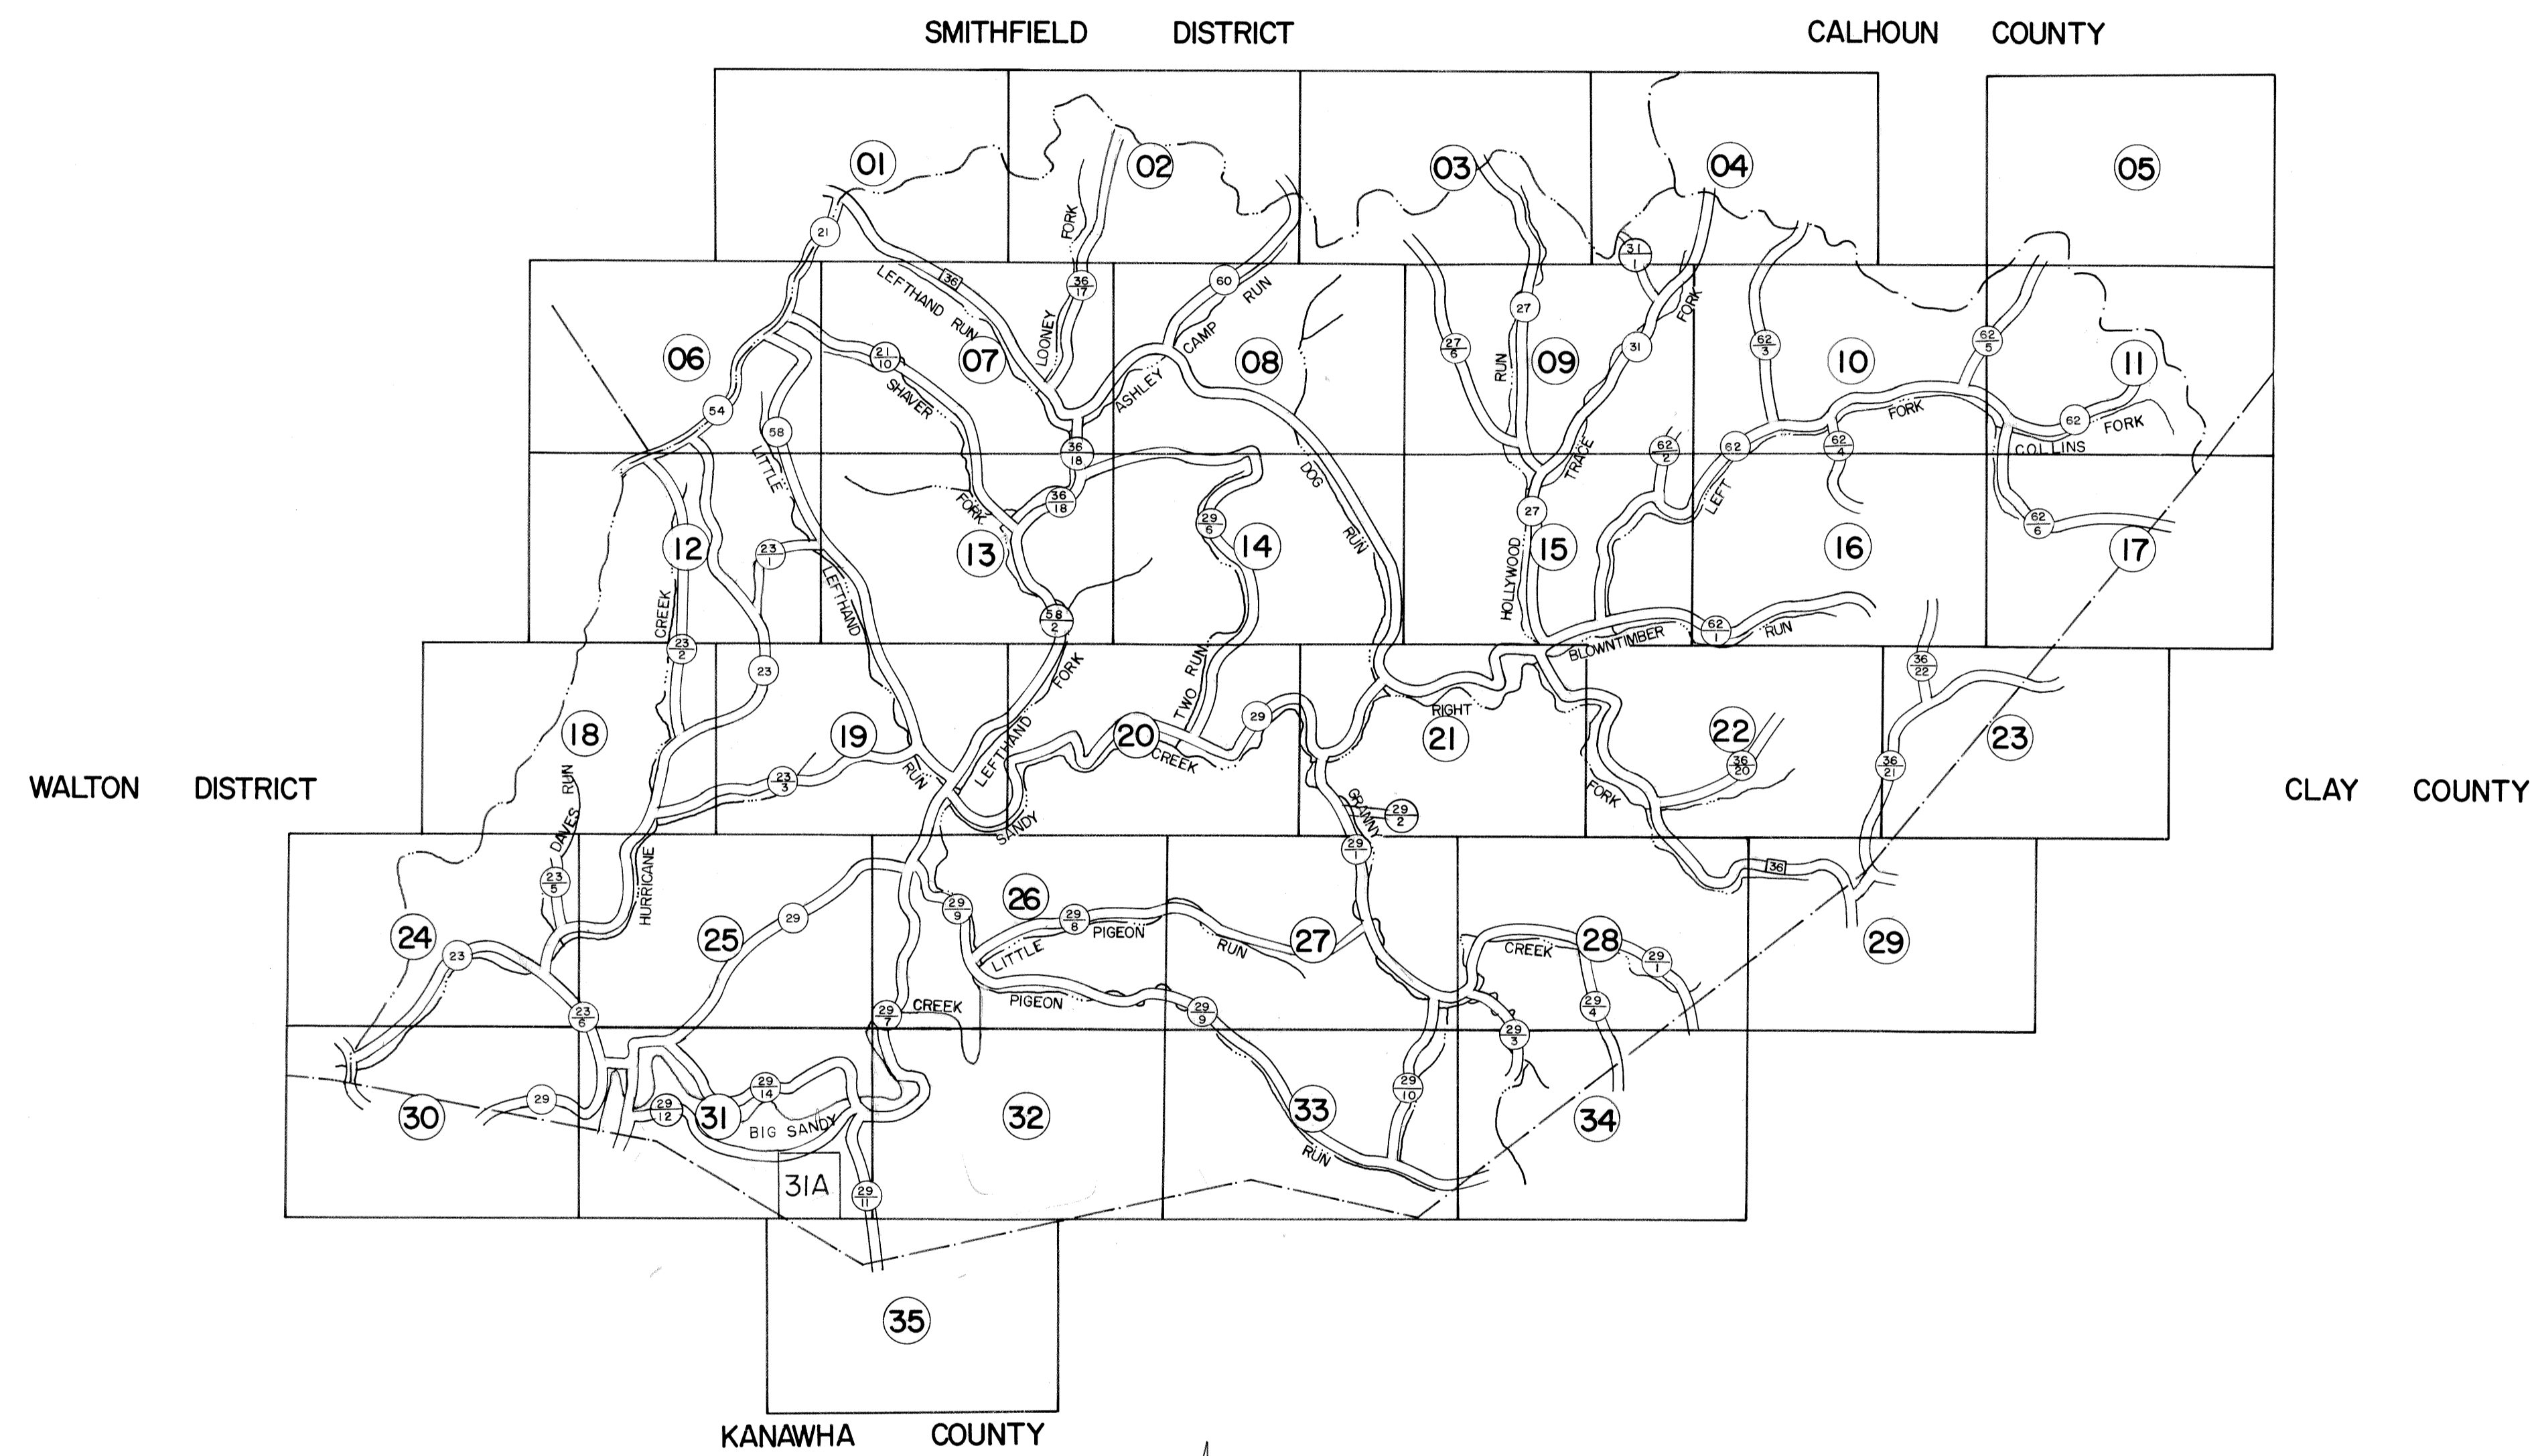 SMITHFIELD DISTRICT CALHOUN COUNTY
01 02 03 04 05
21
31/1
36
LEFTHAND RUN
FORK
36/17
LOONEY
60
CAMP RUN
ASHLEY
27
27/6
RUN
31
FORK
TRACE
62/3
62/5
06 07 08 09 10 11
21/10
SHAVER
FORK
54
58
LITTLE
36/18
36/18
62/2
62
62/4
LEFT
FORK
62
COLLINS FORK
DOG RUN
29/6
27
62/6
12 13 14 15 16 17
23/1
LEFTHAND
RUN
CREEK
23/2
23
58/2
FORK
LEFTHAND
HOLLYWOOD
BLOWNTIMBER RUN
62/1
TWO RUN
29
CREEK
SANDY
RIGHT
FORK
36/22
36/20
36/21
18 19 20 21 22 23
WALTON DISTRICT CLAY COUNTY
DAVES RUN
23/3
GRANNY
29/2
29/1
HURRICANE
23/5
29
29/9
29/8
LITTLE PIGEON RUN
36
24 25 26 27 28 29
23
23/6
CREEK
29/7
PIGEON
29/9
RUN
CREEK
29/1
29/4
29/3
29/10
29
29/12
29/14
BIG SANDY
30 31 32 33 34
31A
29/11
35
KANAWHA COUNTY